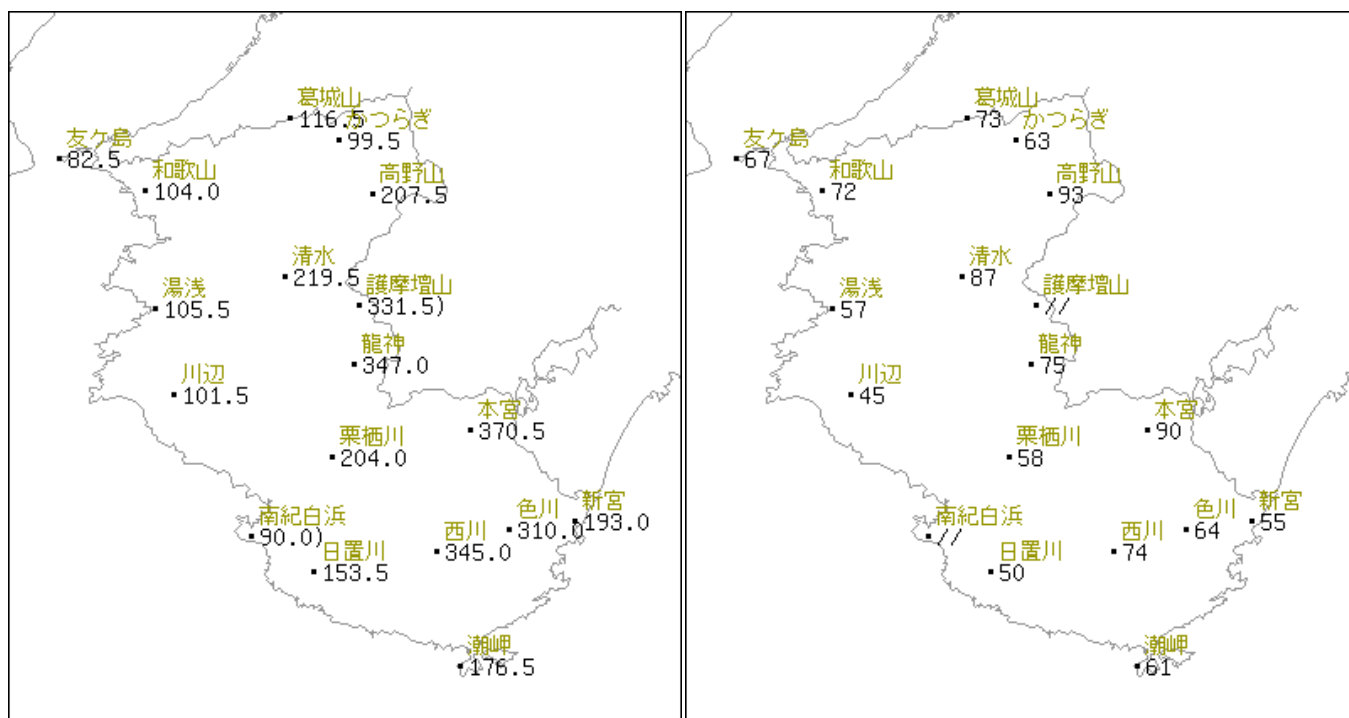 葛城山
116.5
かつらぎ
99.5
友ケ島
82.5
和歌山
104.0
高野山
207.5
清水
219.5
護摩壇山
331.5)
湯浅
105.5
龍神
347.0
川辺
101.5
本宮
370.5
栗栖川
204.0
新宮
193.0
色川
310.0
南紀白浜
90.0)
西川
345.0
日置川
153.5
潮岬
176.5
葛城山
73
かつらぎ
63
友ケ島
67
和歌山
72
高野山
93
清水
87
護摩壇山
//
湯浅
57
龍神
75
川辺
45
本宮
90
栗栖川
58
新宮
55
色川
64
南紀白浜
//
西川
74
日置川
50
潮岬
61